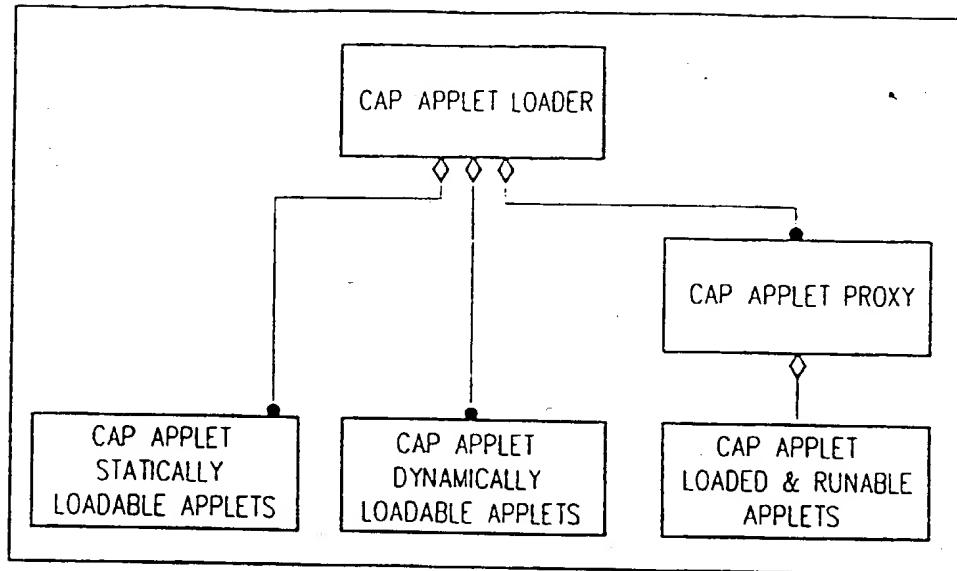 CAP APPLET LOADER
CAP APPLET PROXY
CAP APPLET
STATICALLY
LOADABLE APPLETS
CAP APPLET
DYNAMICALLY
LOADABLE APPLETS
CAP APPLET
LOADED & RUNABLE
APPLETS